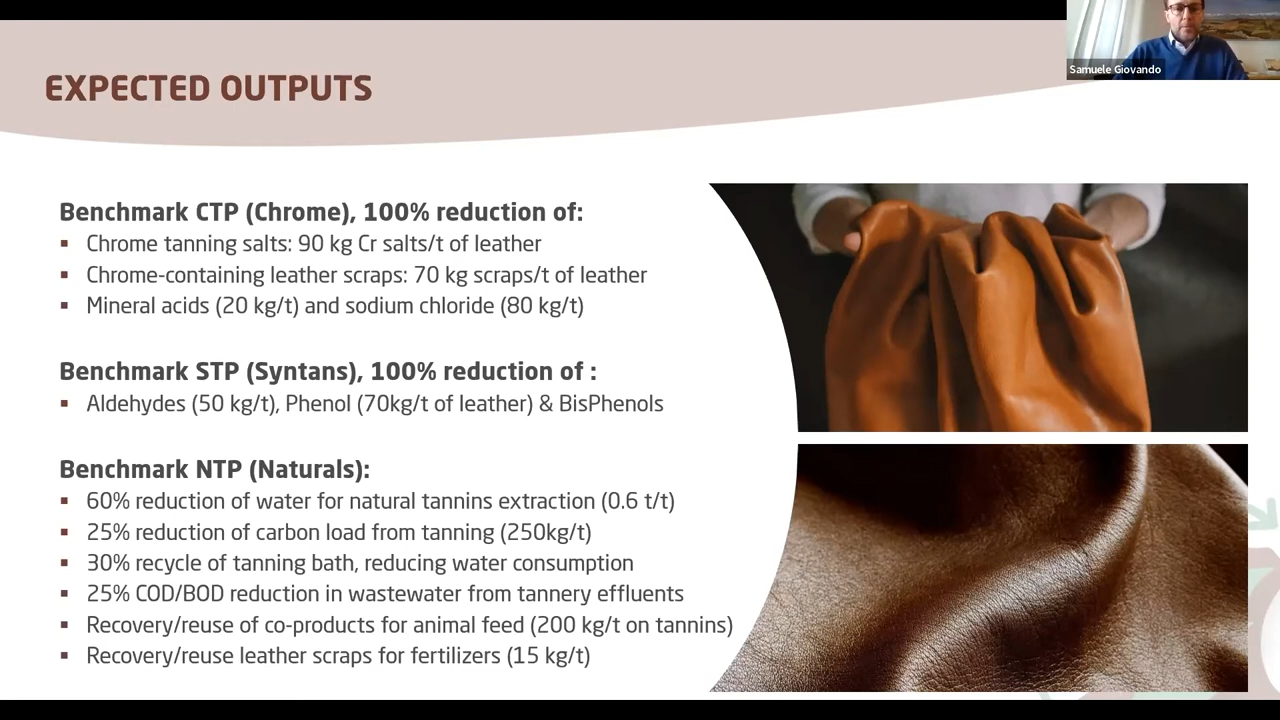 Samuele Giovando
EXPECTED OUTPUTS
Benchmark CTP (Chrome), 100% reduction of:
▪ Chrome tanning salts: 90 kg Cr salts/t of leather
▪ Chrome-containing leather scraps: 70 kg scraps/t of leather
▪ Mineral acids (20 kg/t) and sodium chloride (80 kg/t)
Benchmark STP (Syntans), 100% reduction of :
▪ Aldehydes (50 kg/t), Phenol (70kg/t of leather) & BisPhenols
Benchmark NTP (Naturals):
▪ 60% reduction of water for natural tannins extraction (0.6 t/t)
▪ 25% reduction of carbon load from tanning (250kg/t)
▪ 30% recycle of tanning bath, reducing water consumption
▪ 25% COD/BOD reduction in wastewater from tannery effluents
▪ Recovery/reuse of co-products for animal feed (200 kg/t on tannins)
▪ Recovery/reuse leather scraps for fertilizers (15 kg/t)